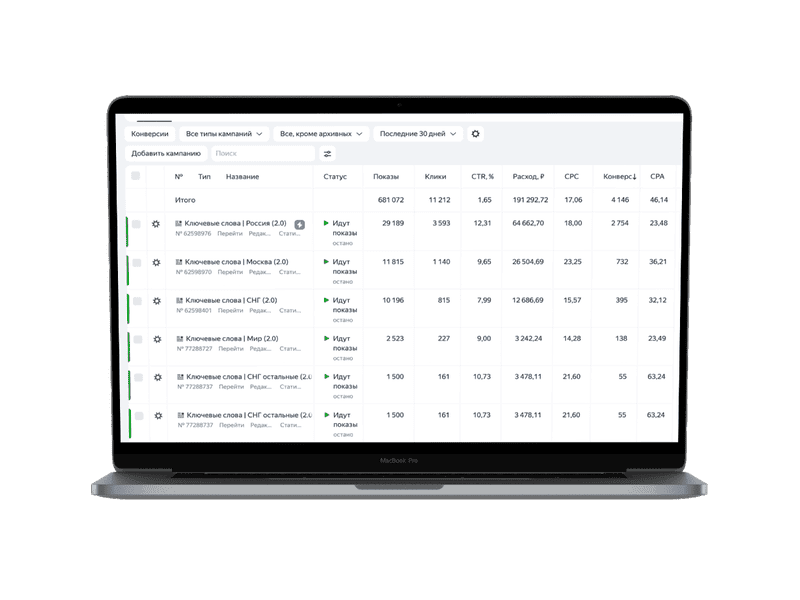 Конверсии Все типы кампаний Все, кроме архивных Последние 30 дней
Добавить кампанию Поиск
№ Тип Название Статус Показы Клики CTR, % Расход, ₽ CPC Конверс↓ CPA
Итого 681 072 11 212 1,65 191 292,72 17,06 4 146 46,14
Ключевые слова | Россия (2.0) Идут 29 189 3 593 12,31 64 662,70 18,00 2 754 23,48
№ 62598976 Перейти Редак... Стати... показы
остано
Ключевые слова | Москва (2.0) Идут 11 815 1 140 9,65 26 504,69 23,25 732 36,21
№ 62598970 Перейти Редак... Стати... показы
остано
Ключевые слова | СНГ (2.0) Идут 10 196 815 7,99 12 686,69 15,57 395 32,12
№ 62598401 Перейти Редак... Стати... показы
остано
Ключевые слова | Мир (2.0) Идут 2 523 227 9,00 3 242,24 14,28 138 23,49
№ 77288727 Перейти Редак... Стати... показы
остано
Ключевые слова | СНГ остальные (2.0 Идут 1 500 161 10,73 3 478,11 21,60 55 63,24
№ 77288737 Перейти Редак... Стати... показы
остано
Ключевые слова | СНГ остальные (2.0 Идут 1 500 161 10,73 3 478,11 21,60 55 63,24
№ 77288737 Перейти Редак... Стати... показы
остано
MacBook Pro